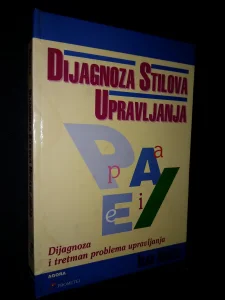 DIJAGNOZA STILOVA
UPRAVLJANJA
P p A a
E e I i
Dijagnoza
i tretman problema upravljanja